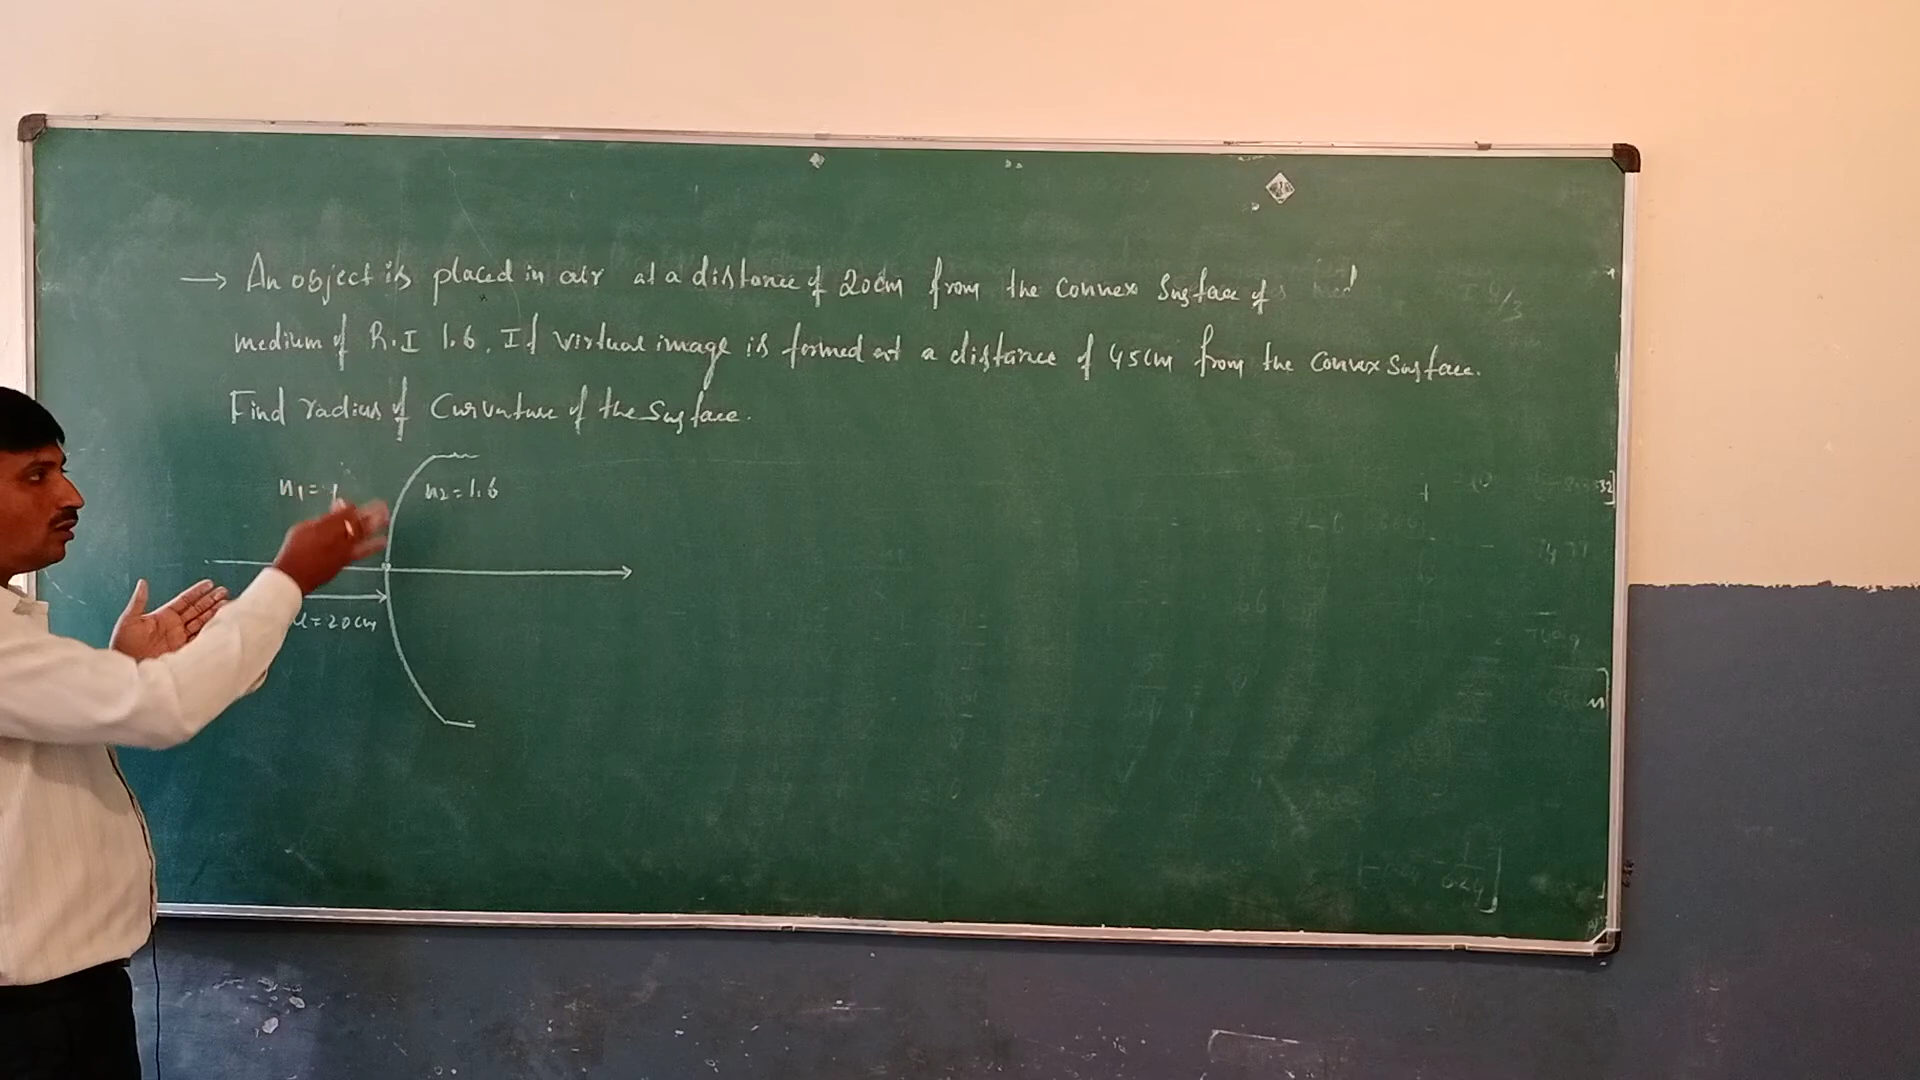 → An object is placed in air at a distance of 20cm from the convex surface of
medium of R.I 1.6. If virtual image is formed at a distance of 45cm from the convex surface.
Find radius of curvature of the surface.
n₁=1 n₂=1.6
u=20cm